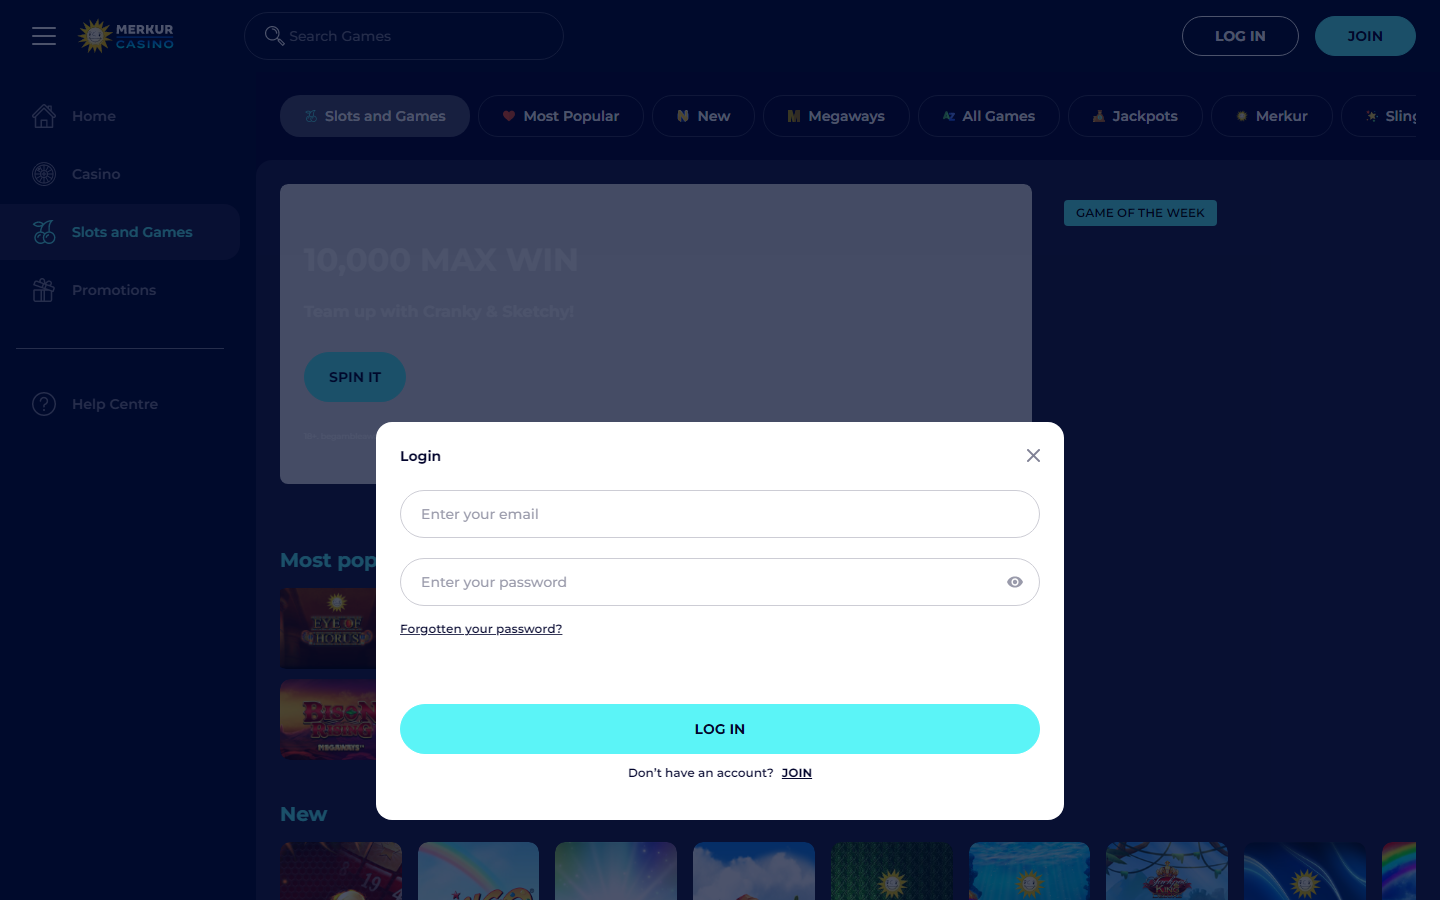 MERKUR
CASINO
Search Games
LOG IN
JOIN
Home
Casino
Slots and Games
Promotions
Help Centre
Slots and Games
Most Popular
New
Megaways
All Games
Jackpots
Merkur
Sling
10,000 MAX WIN
Team up with Cranky & Sketchy!
SPIN IT
GAME OF THE WEEK
Login
Enter your email
Enter your password
Forgotten your password?
LOG IN
Don't have an account? JOIN
Most pop
EYE OF
HORUS
BISON
RISING
MEGAWAYS
New
19
KING